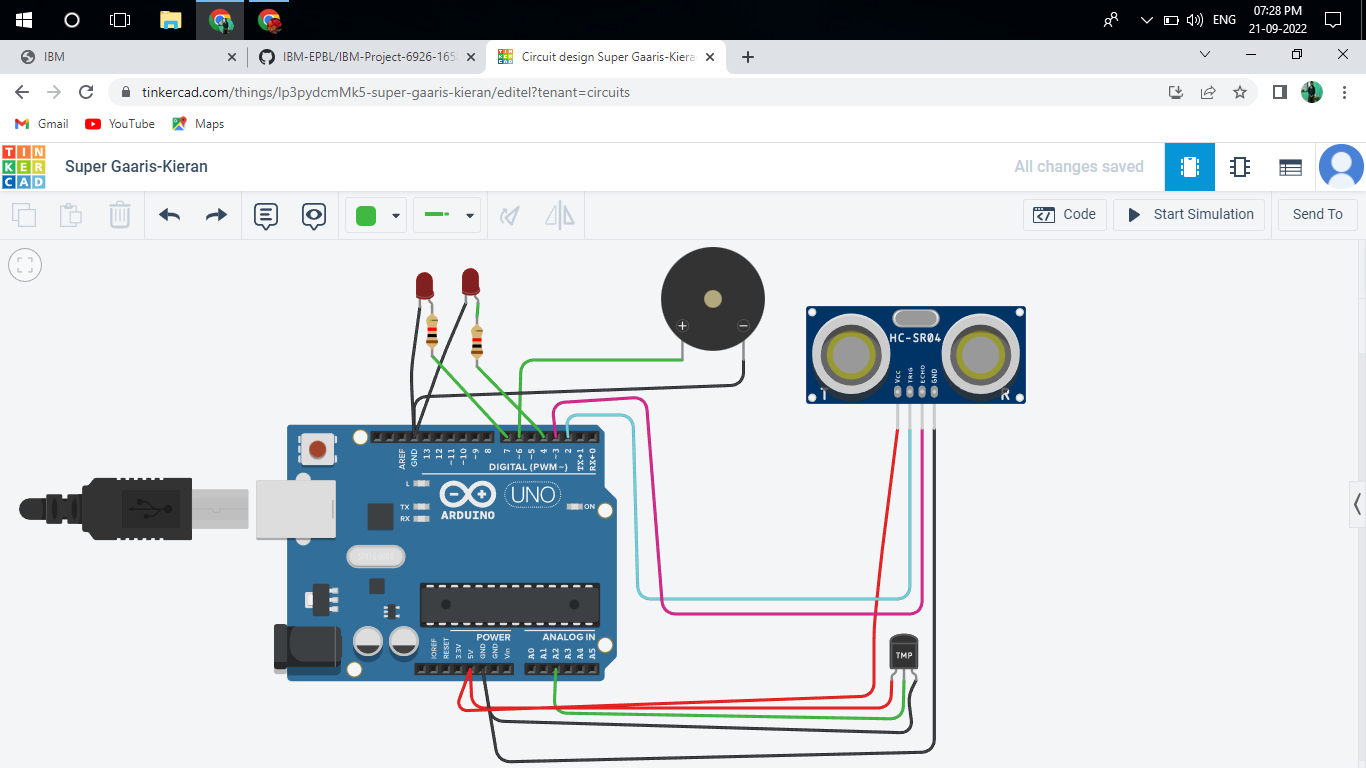 07:28 PM
ENG
21-09-2022
IBM
IBM-EPBL/IBM-Project-6926-165
Circuit design Super Gaaris-Kiera
tinkercad.com/things/lp3pydcmMk5-super-gaaris-kieran/editel?tenant=circuits
Gmail
YouTube
Maps
TIN
KER
CAD
Super Gaaris-Kieran
All changes saved
Code
Start Simulation
Send To
+ −
HC-SR04
VCC
TRIG
ECHO
GND
T
R
AREF
GND
13
12
~11
~10
~9
8
7
~6
~5
4
~3
2
TX→1
RX←0
DIGITAL (PWM~)
L
TX
RX
ARDUINO
UNO
ON
POWER
ANALOG IN
IOREF
RESET
3.3V
5V
GND
GND
Vin
A0
A1
A2
A3
A4
A5
TMP